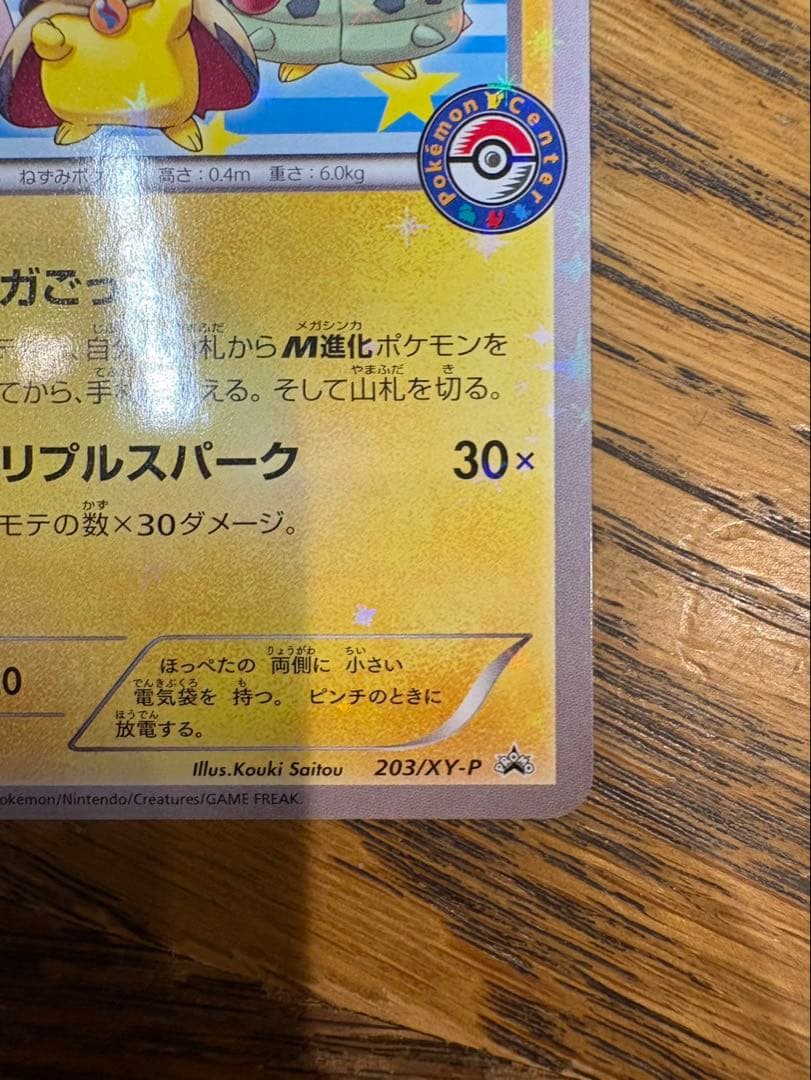 ねずみポケ 高さ:0.4m 重さ:6.0kg
Pokémon Center
ガごっ
札からM進化ポケモンを
てから、手 える。そして山札を切る。
リプルスパーク 30×
モテの数×30ダメージ。
ほっぺたの 両側に 小さい
電気袋を 持つ。 ピンチのときに
放電する。
Illus.Kouki Saitou 203/XY-P
okémon/Nintendo/Creatures/GAME FREAK.